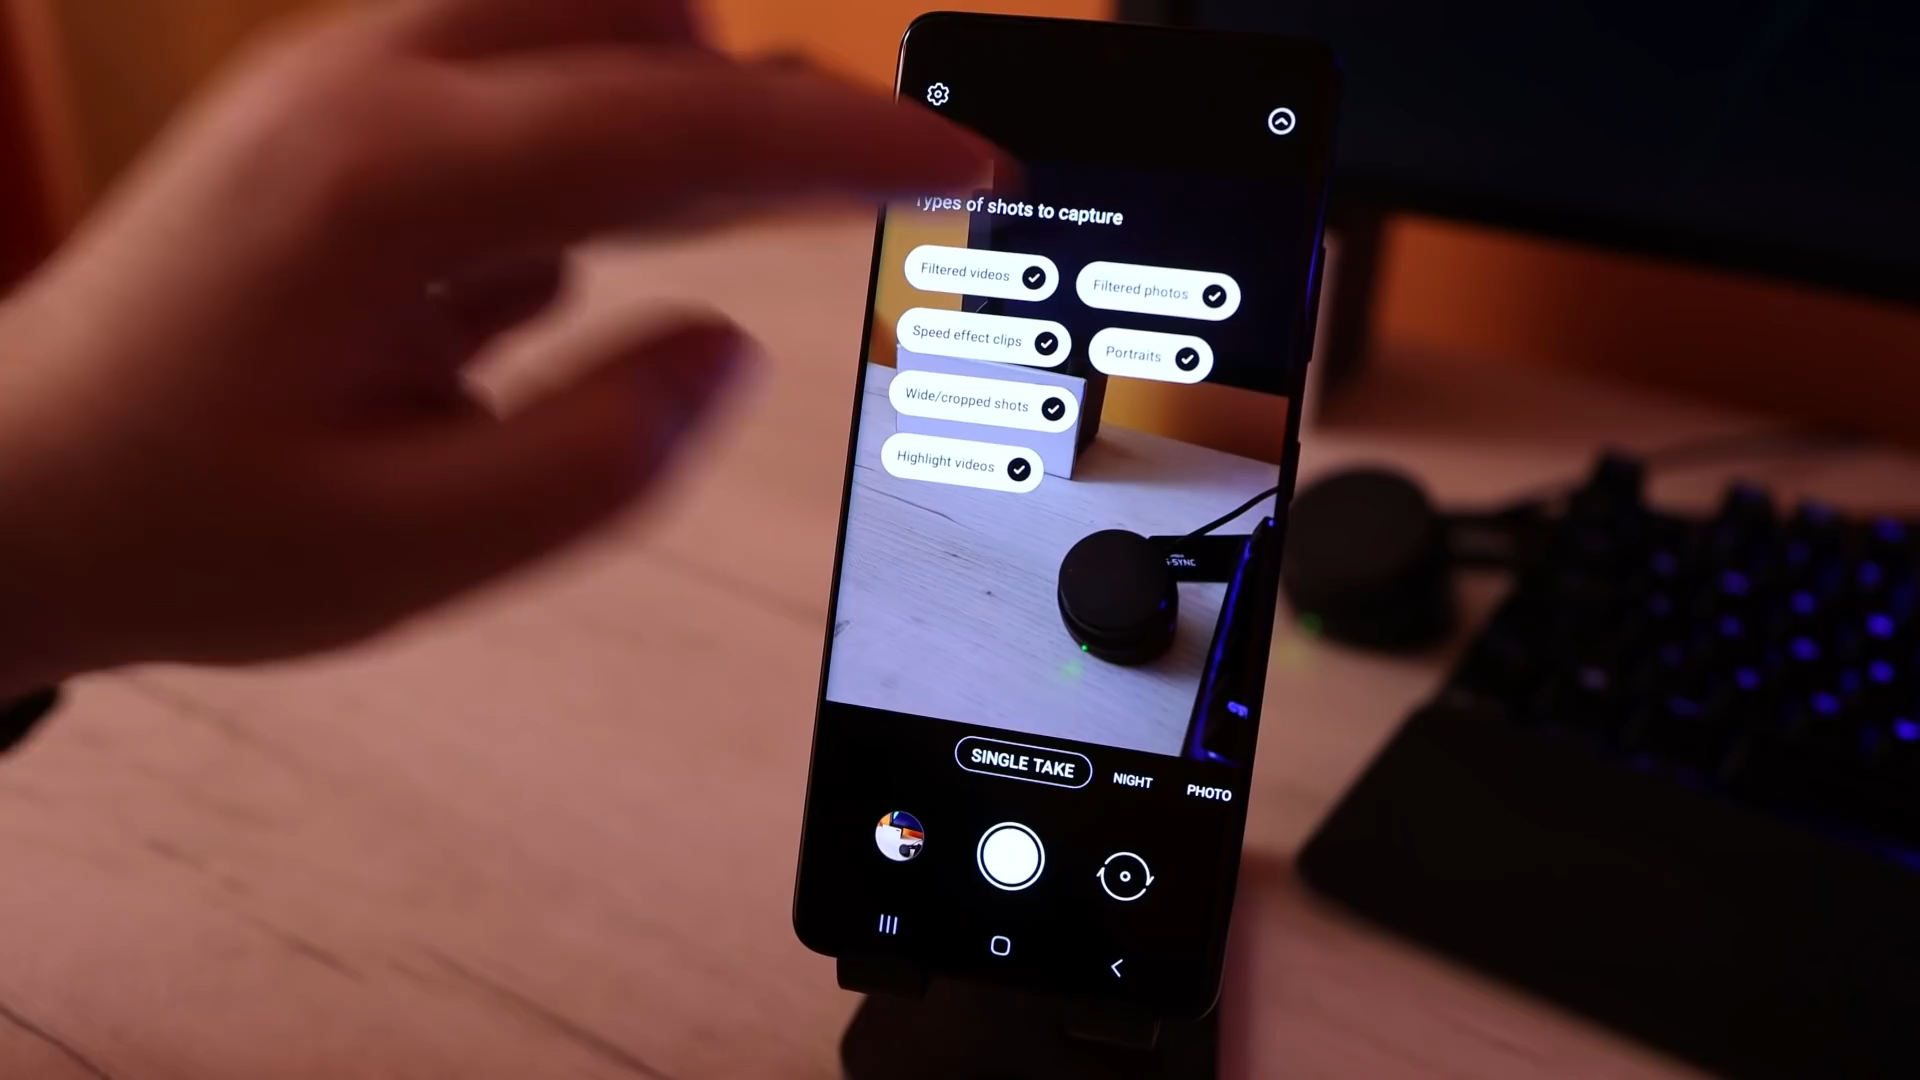 Types of shots to capture
Filtered videos
Filtered photos
Speed effect clips
Portraits
Wide/cropped shots
Highlight videos
SINGLE TAKE
NIGHT
PHOTO